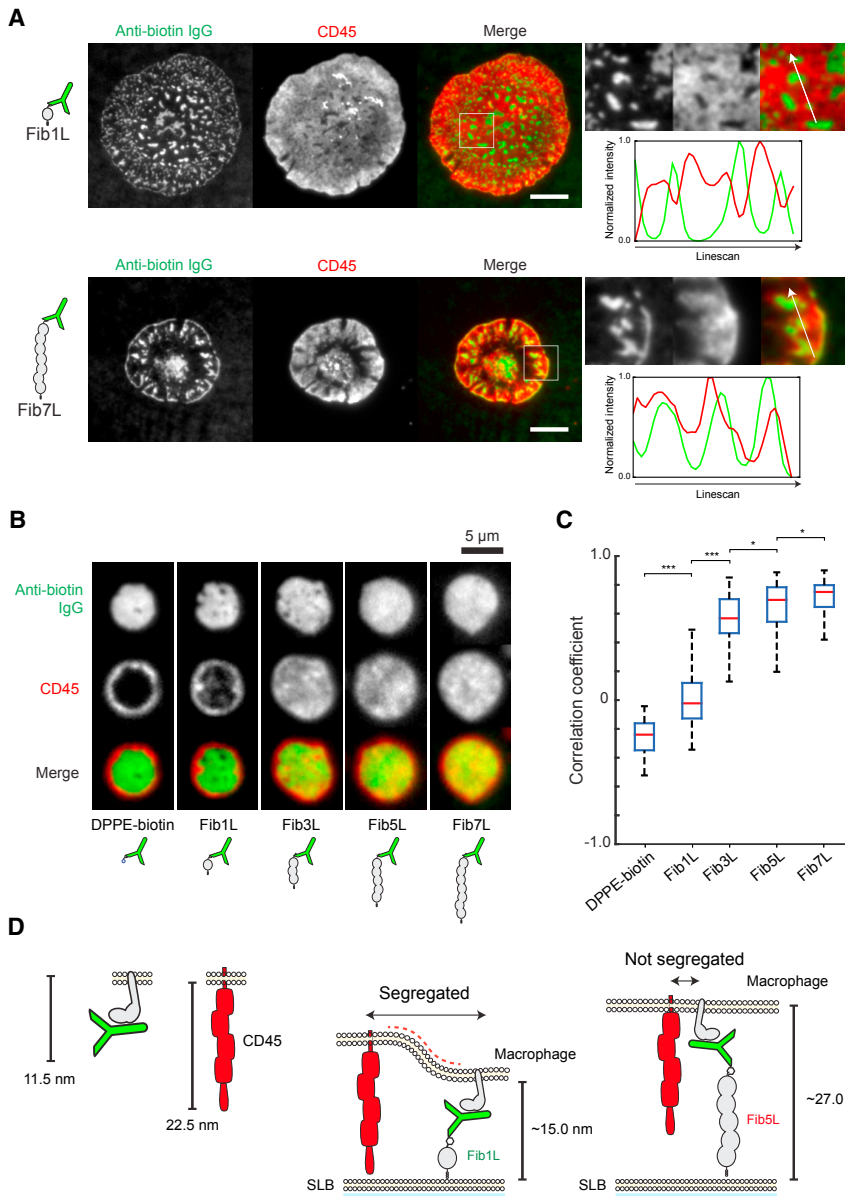 A
Anti-biotin IgG
CD45
Merge
Fib1L
Normalized intensity
1.0
0.0
Linescan
Anti-biotin IgG
CD45
Merge
Fib7L
Normalized intensity
1.0
0.0
Linescan
B
5 µm
Anti-biotin
IgG
CD45
Merge
DPPE-biotin
Fib1L
Fib3L
Fib5L
Fib7L
C
***
***
*
*
1.0
0
-1.0
Correlation coefficient
DPPE-biotin
Fib1L
Fib3L
Fib5L
Fib7L
D
11.5 nm
CD45
22.5 nm
Segregated
Macrophage
~15.0 nm
Fib1L
SLB
Not segregated
Macrophage
~27.0
Fib5L
SLB